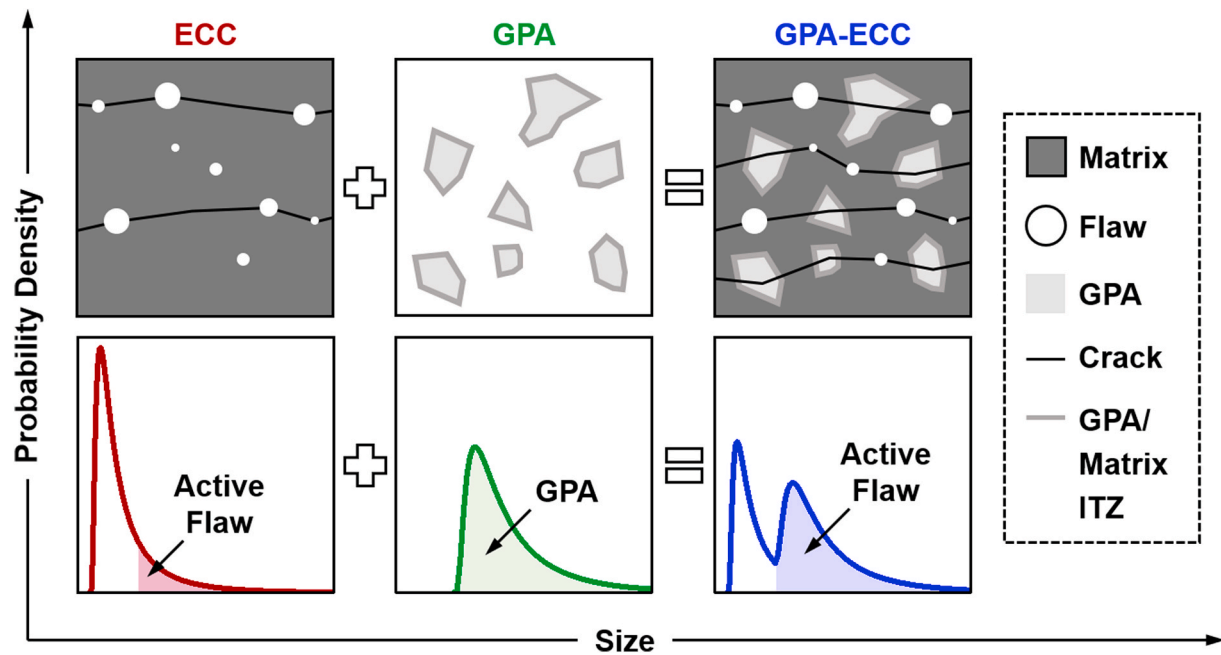 ECC
GPA
GPA-ECC
Probability Density
Matrix
Flaw
GPA
Crack
GPA/
Matrix
ITZ
Active
Flaw
GPA
Active
Flaw
Size